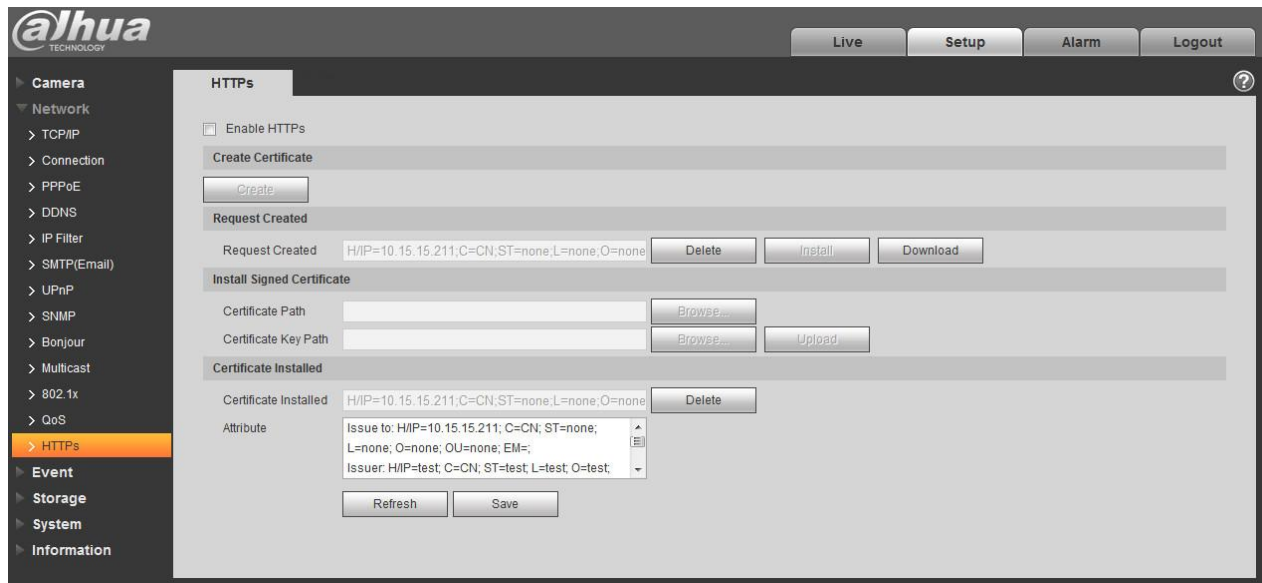 alhua
TECHNOLOGY
Live
Setup
Alarm
Logout
Camera
Network
TCP/IP
Connection
PPPoE
DDNS
IP Filter
SMTP(Email)
UPnP
SNMP
Bonjour
Multicast
802.1x
QoS
HTTPs
Event
Storage
System
Information
HTTPs
?
Enable HTTPs
Create Certificate
Create
Request Created
Request Created H/IP=10.15.15.211;C=CN;ST=none;L=none;O=none Delete Install Download
Install Signed Certificate
Certificate Path Browse...
Certificate Key Path Browse... Upload
Certificate Installed
Certificate Installed H/IP=10.15.15.211;C=CN;ST=none;L=none;O=none Delete
Attribute Issue to: H/IP=10.15.15.211; C=CN; ST=none;
L=none; O=none; OU=none; EM=;
Issuer: H/IP=test; C=CN; ST=test; L=test; O=test;
Refresh Save